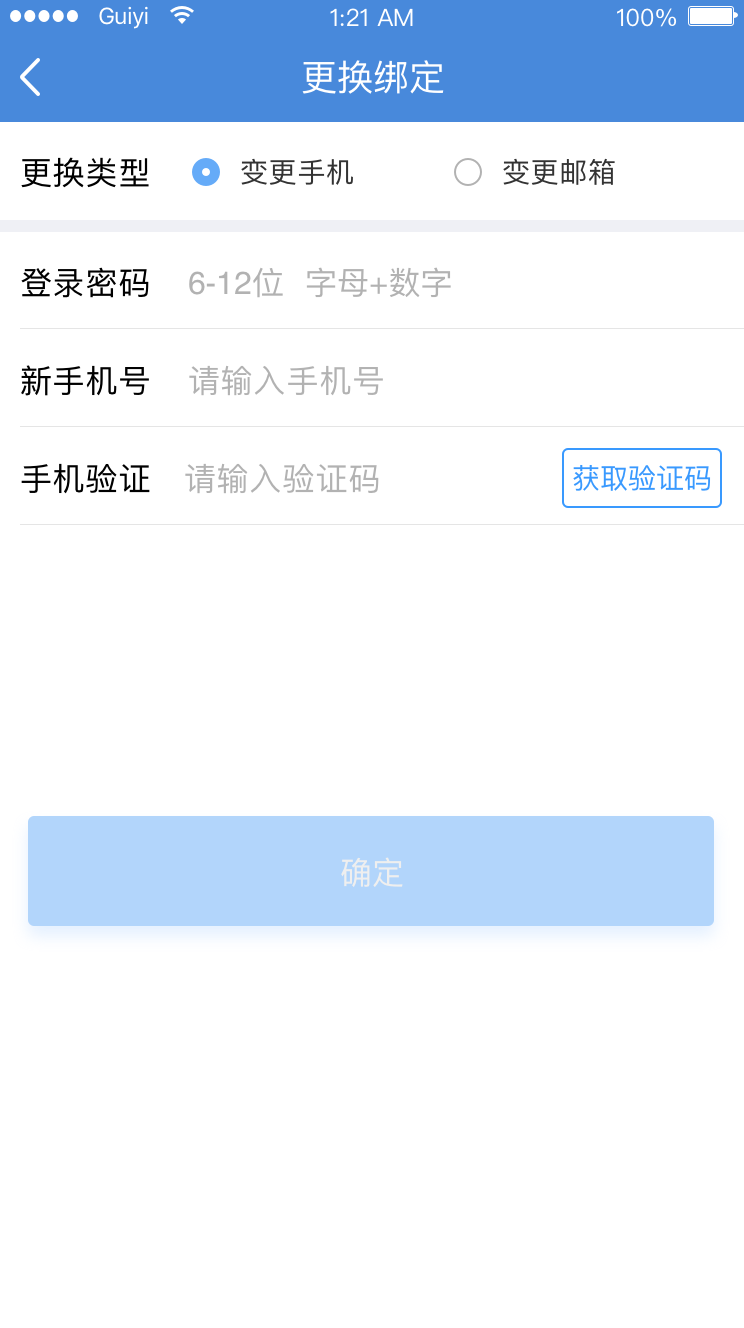 Guiyi 1:21 AM 100%
更换绑定
更换类型 变更手机 变更邮箱
登录密码 6-12位 字母+数字
新手机号 请输入手机号
手机验证 请输入验证码 获取验证码
确定